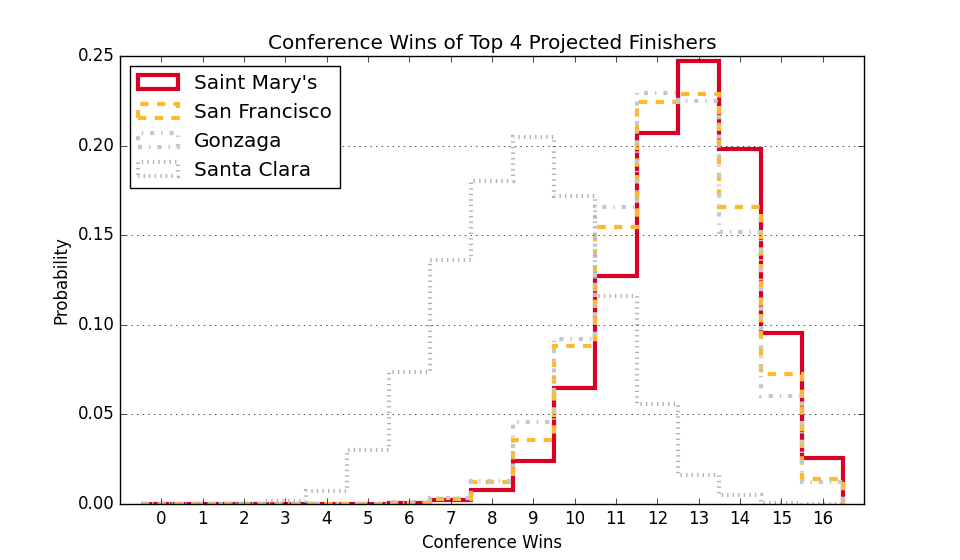 Conference Wins of Top 4 Projected Finishers
0.25
0.20
0.15
0.10
0.05
0.00
Probability
Saint Mary's
San Francisco
Gonzaga
Santa Clara
0 1 2 3 4 5 6 7 8 9 10 11 12 13 14 15 16
Conference Wins